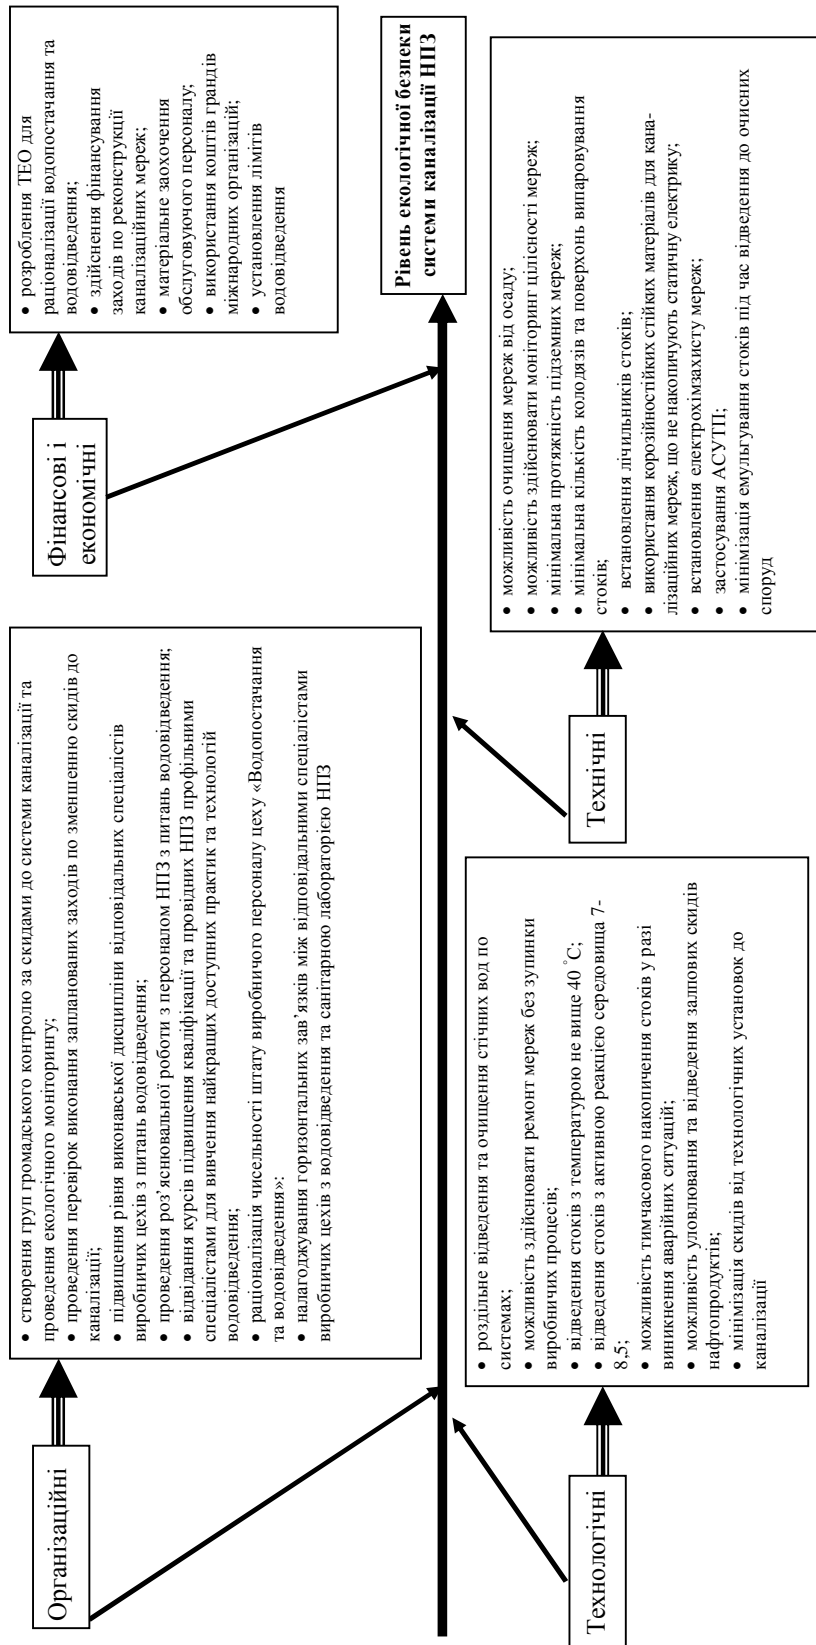 Організаційні
• створення груп громадського контролю за скидами до системи каналізації та
проведення екологічного моніторингу;
• проведення перевірок виконання запланованих заходів по зменшенню скидів до
каналізації;
• підвищення рівня виконавської дисципліни відповідальних спеціалістів
виробничих цехів з питань водовідведення;
• проведення роз’яснювальної роботи з персоналом НПЗ з питань водовідведення;
• відвідання курсів підвищення кваліфікації та провідних НПЗ профільними
спеціалістами для вивчення найкращих доступних практик та технологій
водовідведення;
• раціоналізація чисельності штату виробничого персоналу цеху «Водопостачання
та водовідведення»;
• налагоджування горизонтальних зав’язків між відповідальними спеціалістами
виробничих цехів з водовідведення та санітарною лабораторією НПЗ
Фінансові і
економічні
• розроблення ТЕО для
раціоналізації водопостачання та
водовідведення;
• здійснення фінансування
заходів по реконструкції
каналізаційних мереж;
• матеріальне заохочення
обслуговуючого персоналу;
• використання коштів грандів
міжнародних організацій;
• установлення лімітів
водовідведення
Рівень екологічної безпеки
системи каналізації НПЗ
Технологічні
• роздільне відведення та очищення стічних вод по
системах;
• можливість здійснювати ремонт мереж без зупинки
виробничих процесів;
• відведення стоків з температурою не вище 40 °С;
• відведення стоків з активною реакцією середовища 7-
8,5;
• можливість тимчасового накопичення стоків у разі
виникнення аварійних ситуацій;
• можливість уловлювання та відведення залпових скидів
нафтопродуктів;
• мінімізація скидів від технологічних установок до
каналізації
Технічні
• можливість очищення мереж від осаду;
• можливість здійснювати моніторинг цілісності мереж;
• мінімальна протяжність підземних мереж;
• мінімальна кількість колодязів та поверхонь випаровування
стоків;
• встановлення лічильників стоків;
• використання корозійностійких матеріалів для кана-
лізаційних мереж, що не накопичують статичну електрику;
• встановлення електрохімзахисту мереж;
• застосування АСУТП;
• мінімізація емульгування стоків під час відведення до очисних
споруд